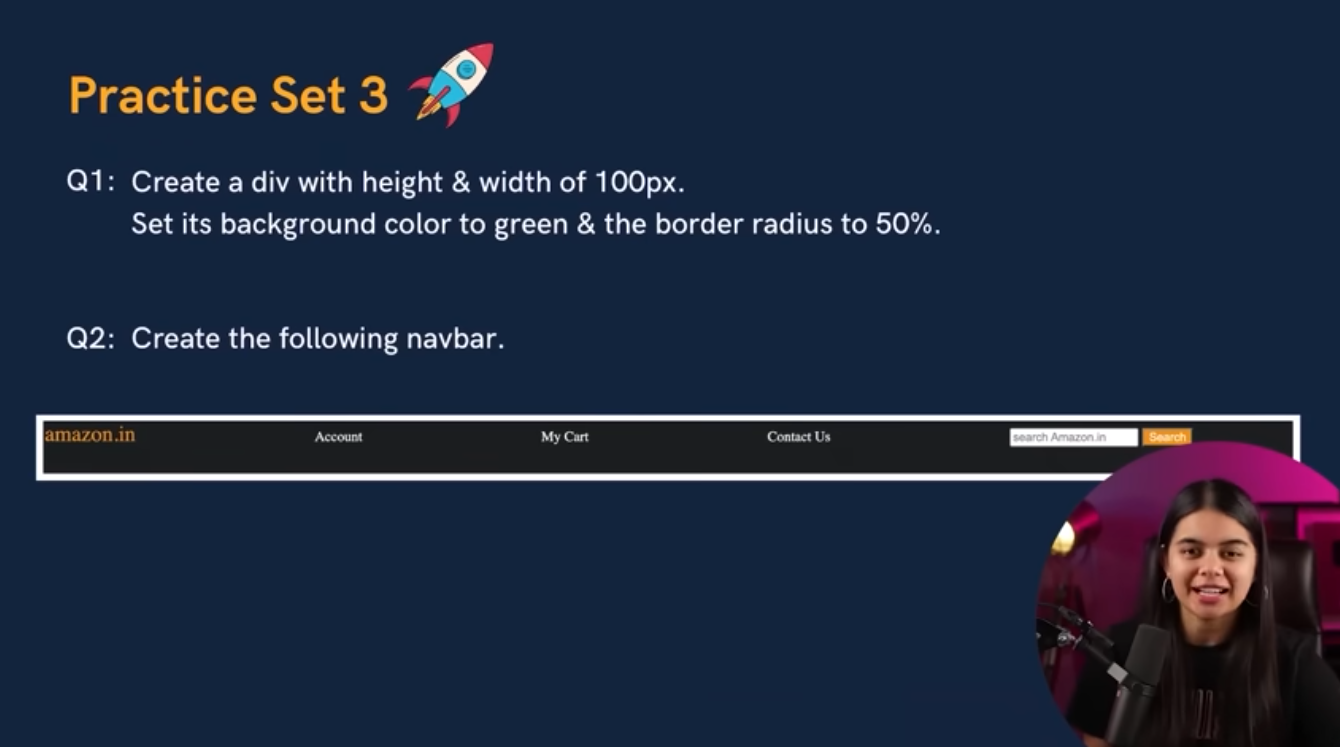 Practice Set 3
Q1: Create a div with height & width of 100px.
Set its background color to green & the border radius to 50%.
Q2: Create the following navbar.
amazon.in Account My Cart Contact Us search Amazon.in Search